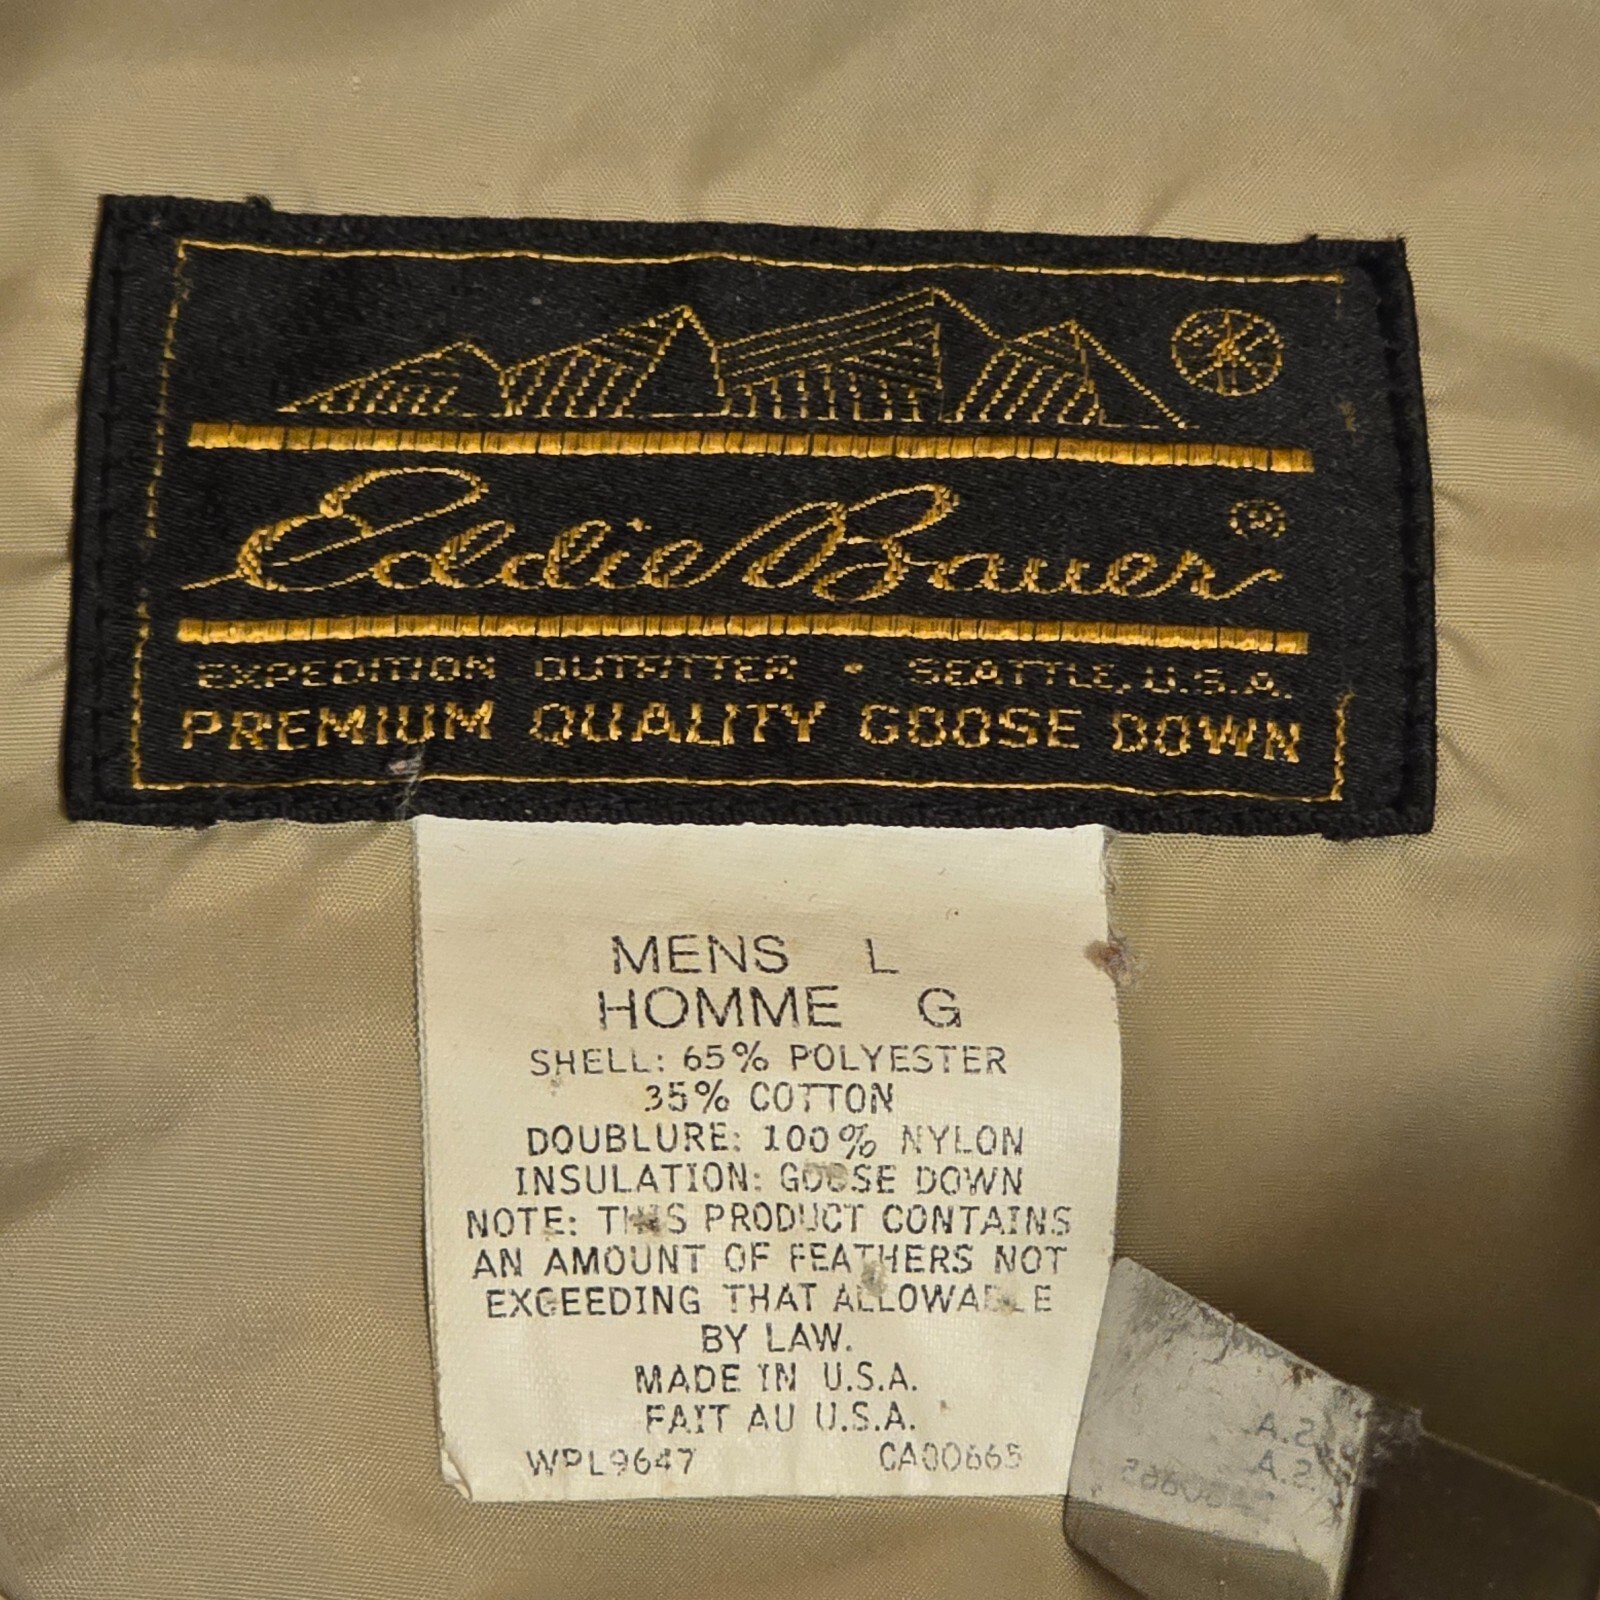 Eddie Bauer®
EXPEDITION OUTFITTER • SEATTLE, U.S.A.
PREMIUM QUALITY GOOSE DOWN
MENS L
HOMME G
SHELL: 65% POLYESTER
35% COTTON
DOUBLURE: 100% NYLON
INSULATION: GOOSE DOWN
NOTE: THIS PRODUCT CONTAINS
AN AMOUNT OF FEATHERS NOT
EXCEEDING THAT ALLOWABLE
BY LAW.
MADE IN U.S.A.
FAIT AU U.S.A.
WPL9647 CA00665